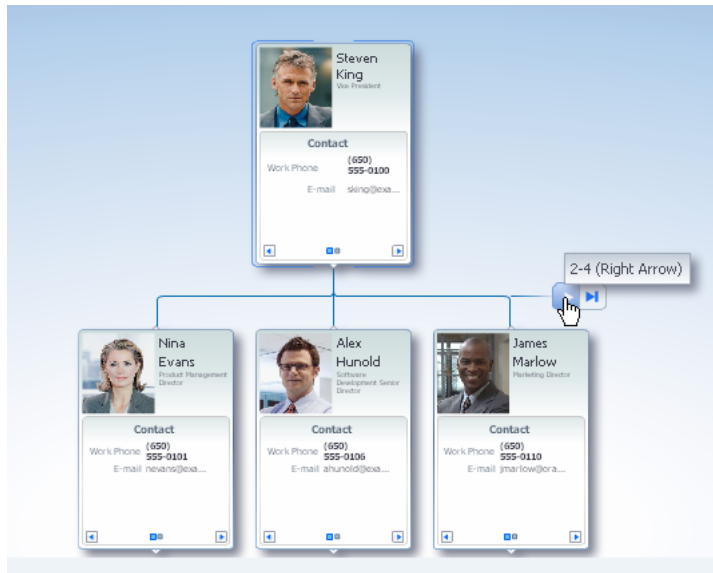 Steven
King
Vice President
Contact
Work Phone (650)
555-0100
E-mail sking@exa...
2-4 (Right Arrow)
Nina
Evans
Product Management
Director
Contact
Work Phone (650)
555-0101
E-mail nevans@exa...
Alex
Hunold
Software
Development Senior
Director
Contact
Work Phone (650)
555-0106
E-mail ahunold@exa...
James
Marlow
Marketing Director
Contact
Work Phone (650)
555-0110
E-mail jmarlow@ora...